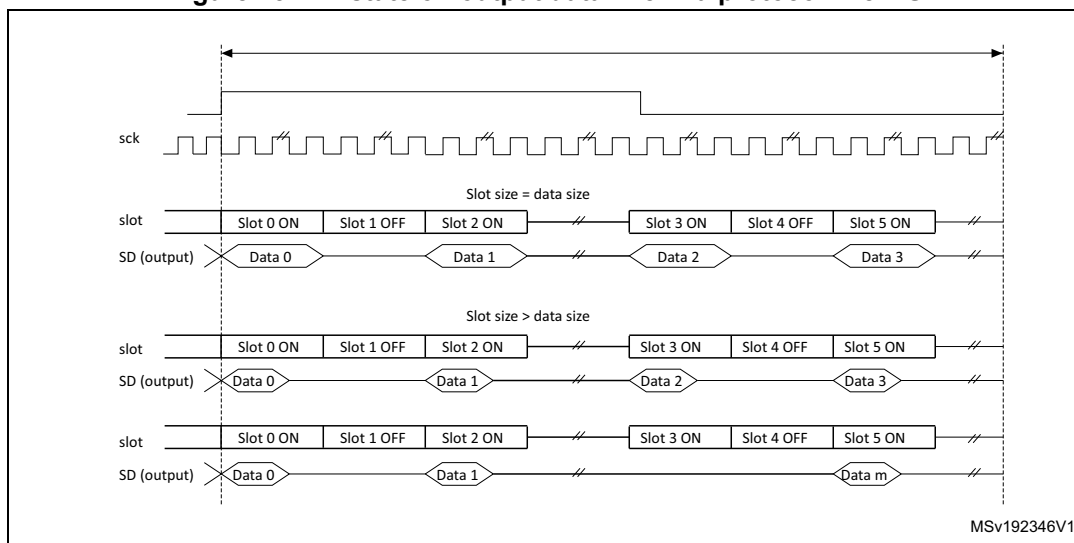 sck
Slot size = data size
slot Slot 0 ON Slot 1 OFF Slot 2 ON Slot 3 ON Slot 4 OFF Slot 5 ON
SD (output) Data 0 Data 1 Data 2 Data 3
Slot size > data size
slot Slot 0 ON Slot 1 OFF Slot 2 ON Slot 3 ON Slot 4 OFF Slot 5 ON
SD (output) Data 0 Data 1 Data 2 Data 3
slot Slot 0 ON Slot 1 OFF Slot 2 ON Slot 3 ON Slot 4 OFF Slot 5 ON
SD (output) Data 0 Data 1 Data m
MSv192346V1